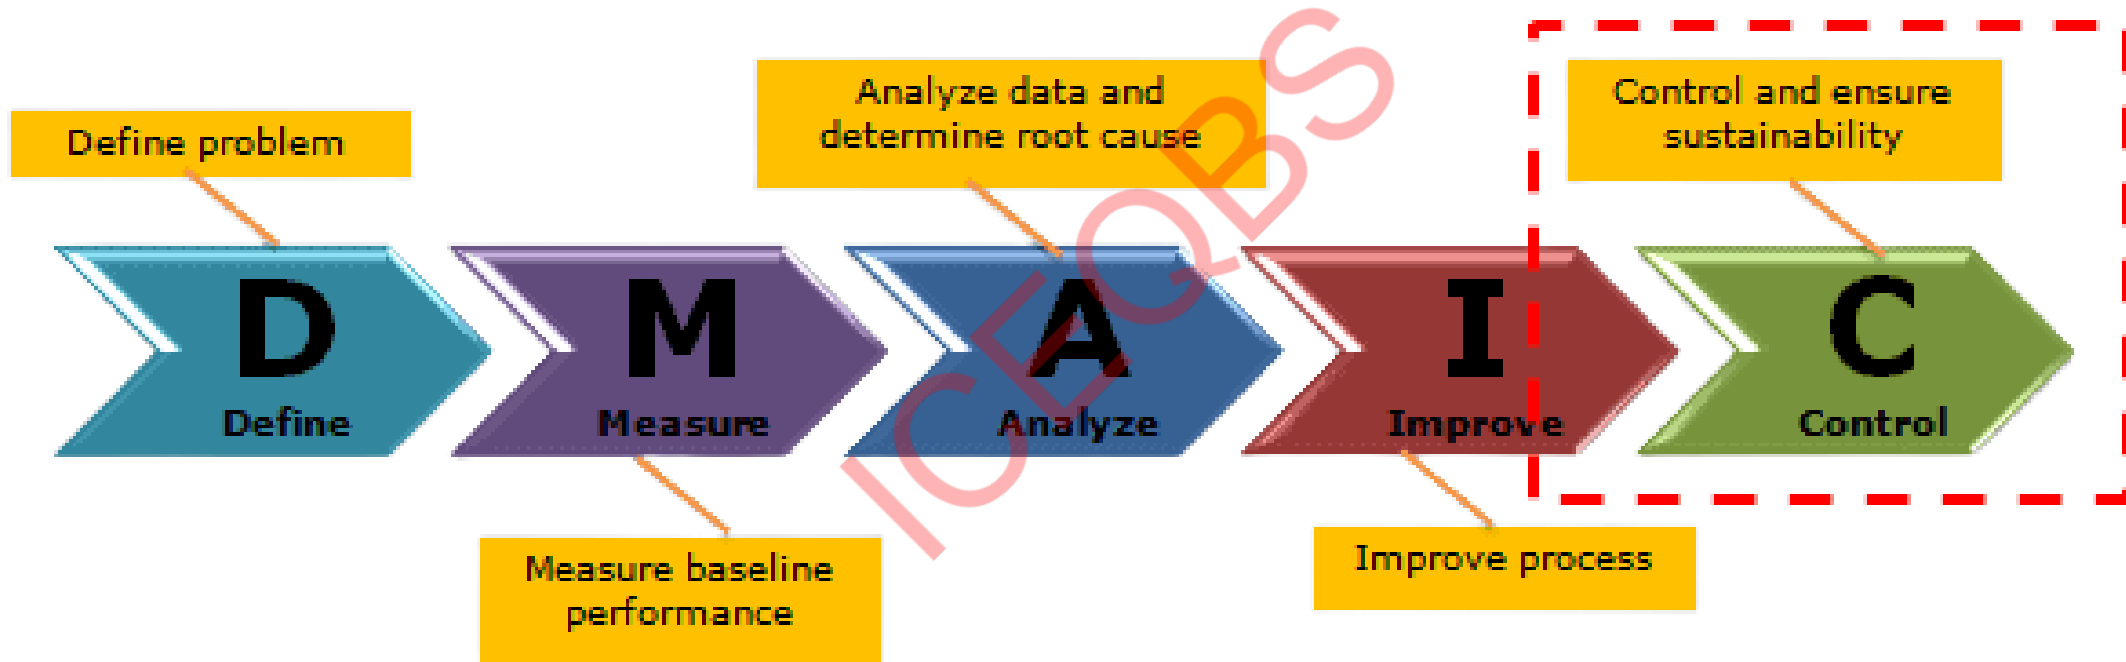 Define problem
Analyze data and
determine root cause
Control and ensure
sustainability
D
Define
M
Measure
A
Analyze
I
Improve
C
Control
Measure baseline
performance
Improve process
ICEQBS